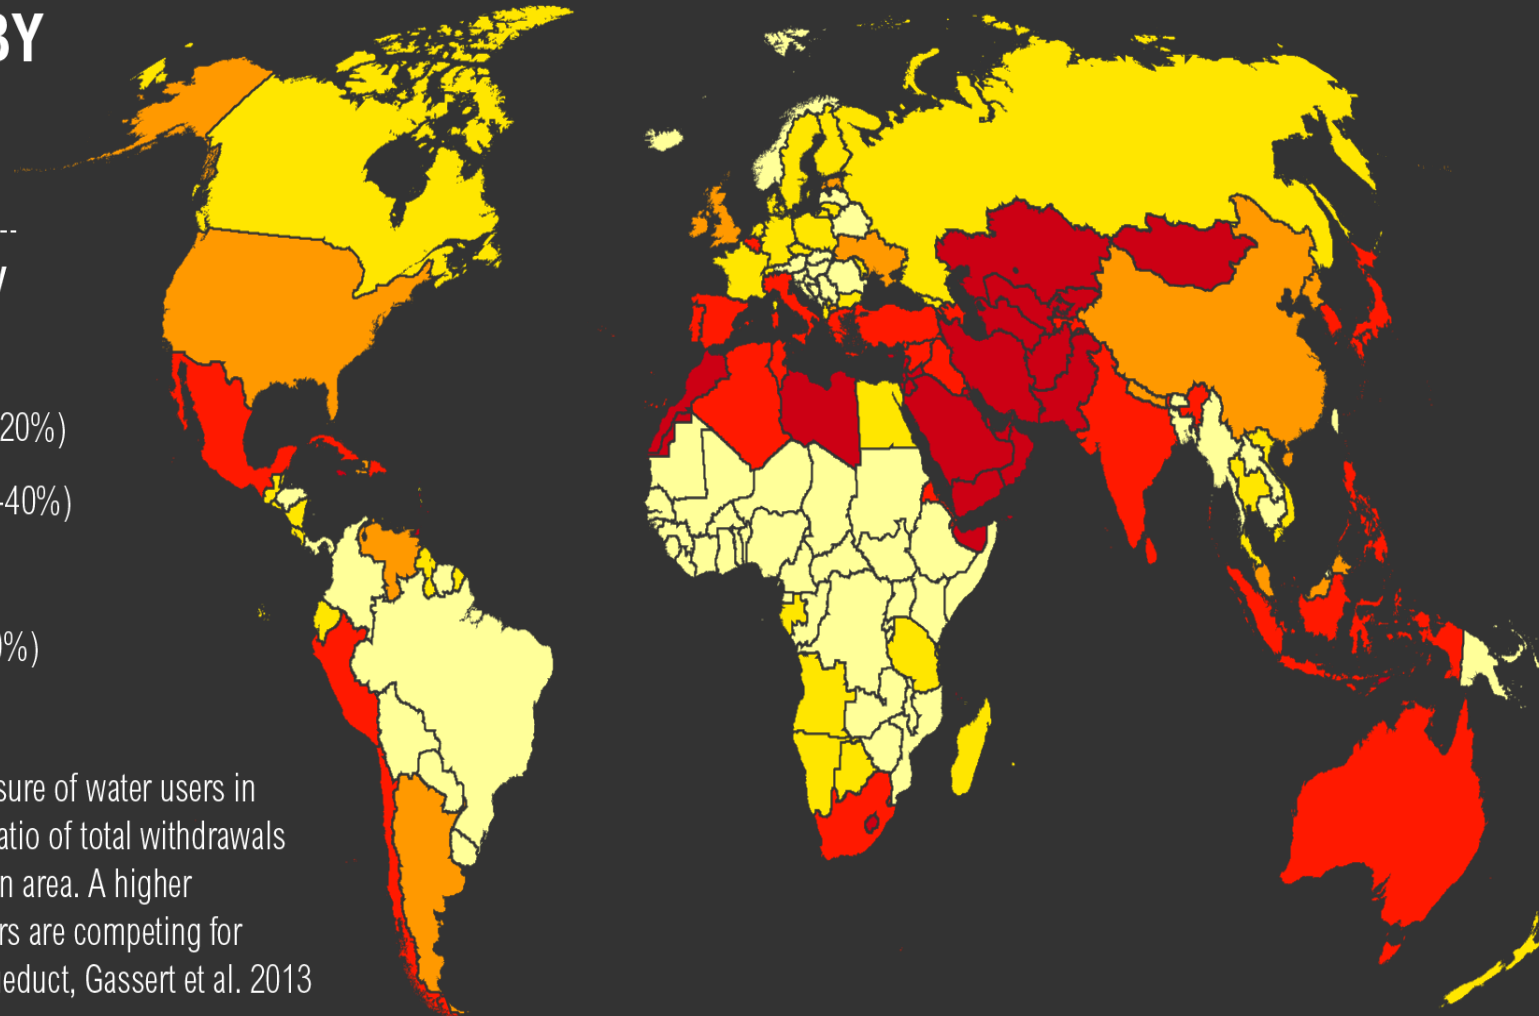 BY
--
y
20%)
-40%)
0%)
sure of water users in
atio of total withdrawals
n area. A higher
rs are competing for
educt, Gassert et al. 2013